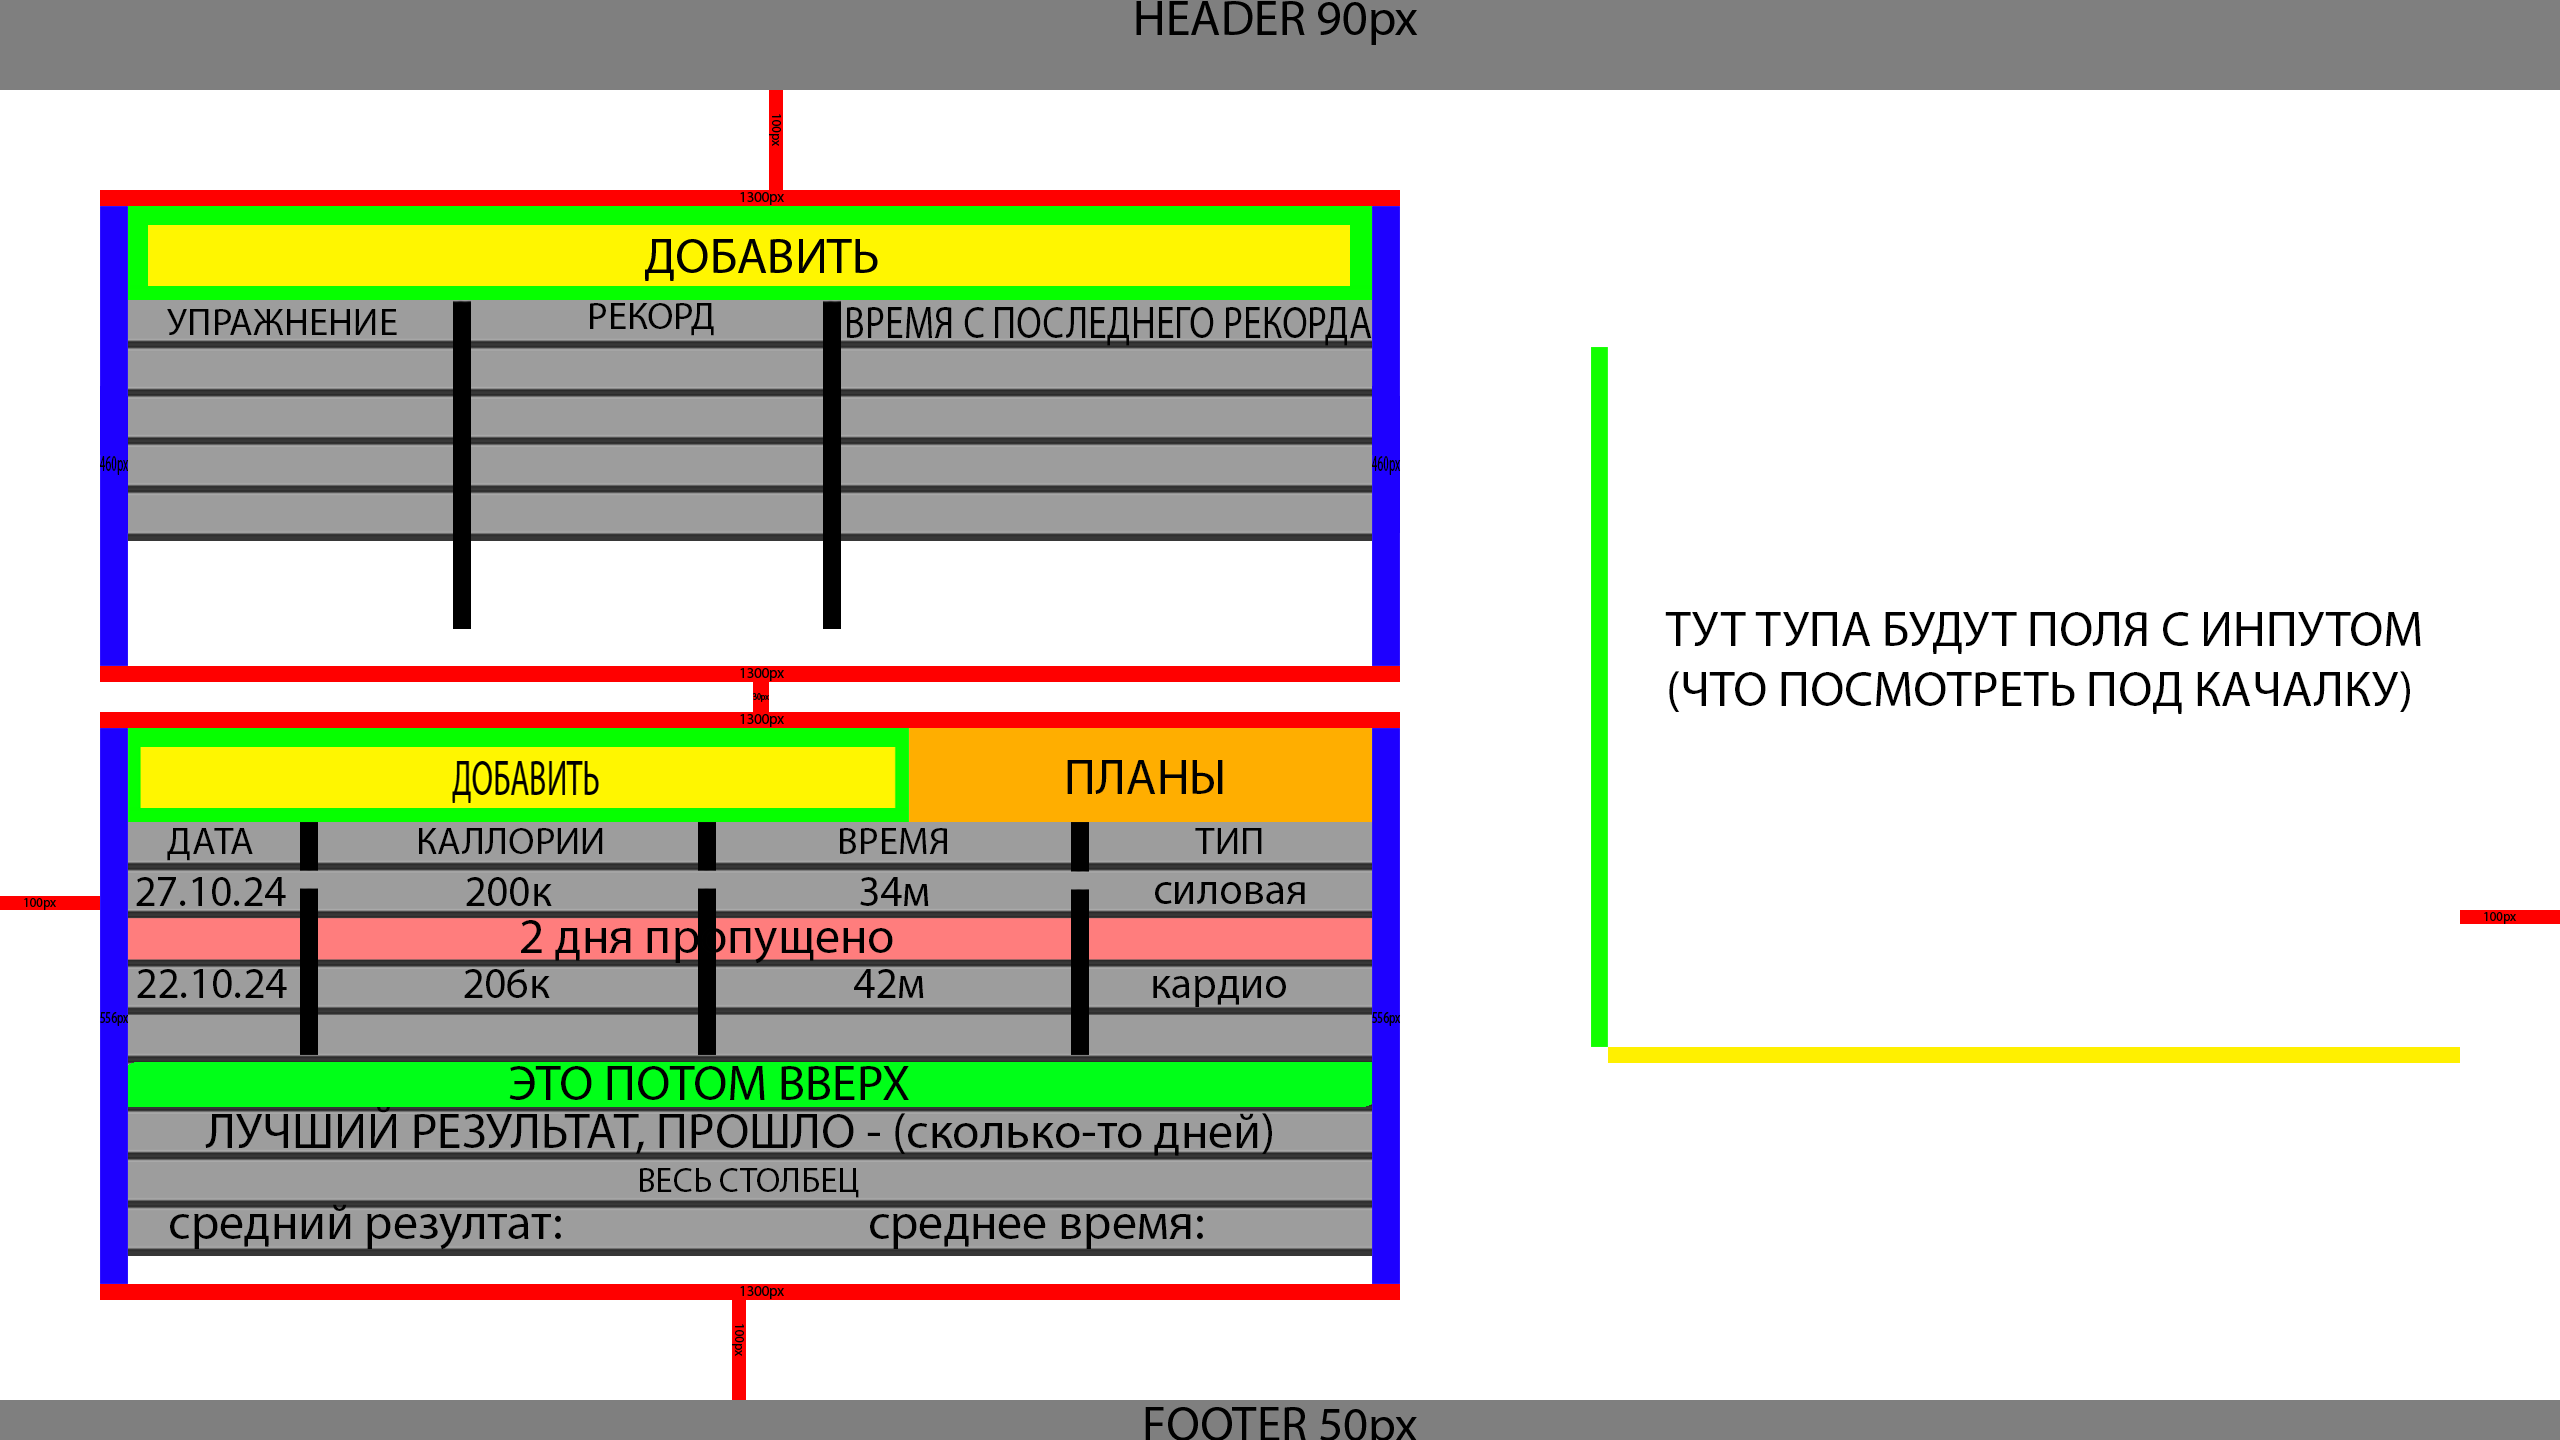 HEADER 90px
100px
1300px
ДОБАВИТЬ
УПРАЖНЕНИЕ РЕКОРД ВРЕМЯ С ПОСЛЕДНЕГО РЕКОРДА
460px 460px
1300px
30px
1300px
ДОБАВИТЬ ПЛАНЫ
ДАТА КАЛЛОРИИ ВРЕМЯ ТИП
27.10.24 200к 34м силовая
2 дня пропущено
22.10.24 206к 42м кардио
100px
556px 556px
ЭТО ПОТОМ ВВЕРХ
ЛУЧШИЙ РЕЗУЛЬТАТ, ПРОШЛО - (сколько-то дней)
ВЕСЬ СТОЛБЕЦ
средний резултат: среднее время:
1300px
100px
ТУТ ТУПА БУДУТ ПОЛЯ С ИНПУТОМ
(ЧТО ПОСМОТРЕТЬ ПОД КАЧАЛКУ)
100px
FOOTER 50px